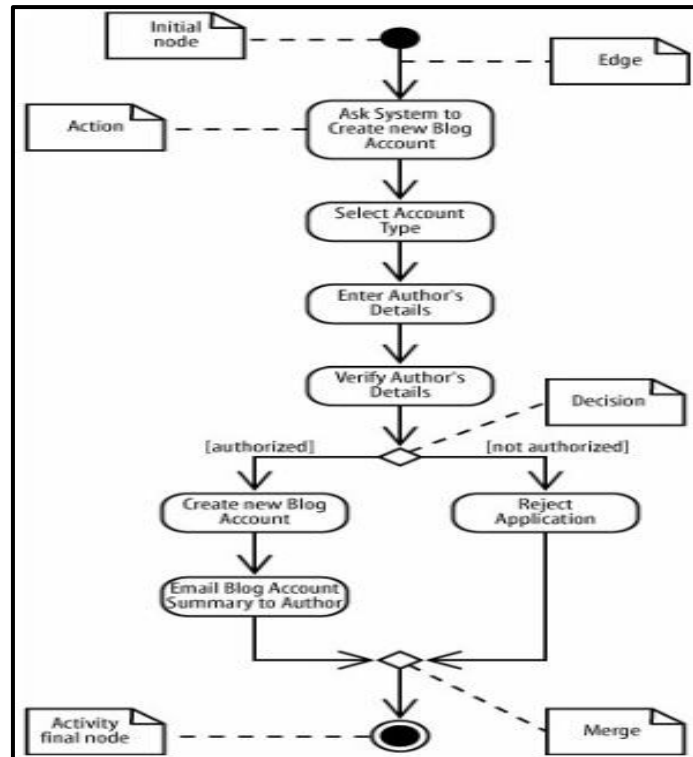 Initial
node
Edge
Action
Ask System to
Create new Blog
Account
Select Account
Type
Enter Author's
Details
Verify Author's
Details
Decision
[authorized]
[not authorized]
Create new Blog
Account
Reject
Application
Email Blog Account
Summary to Author
Activity
final node
Merge